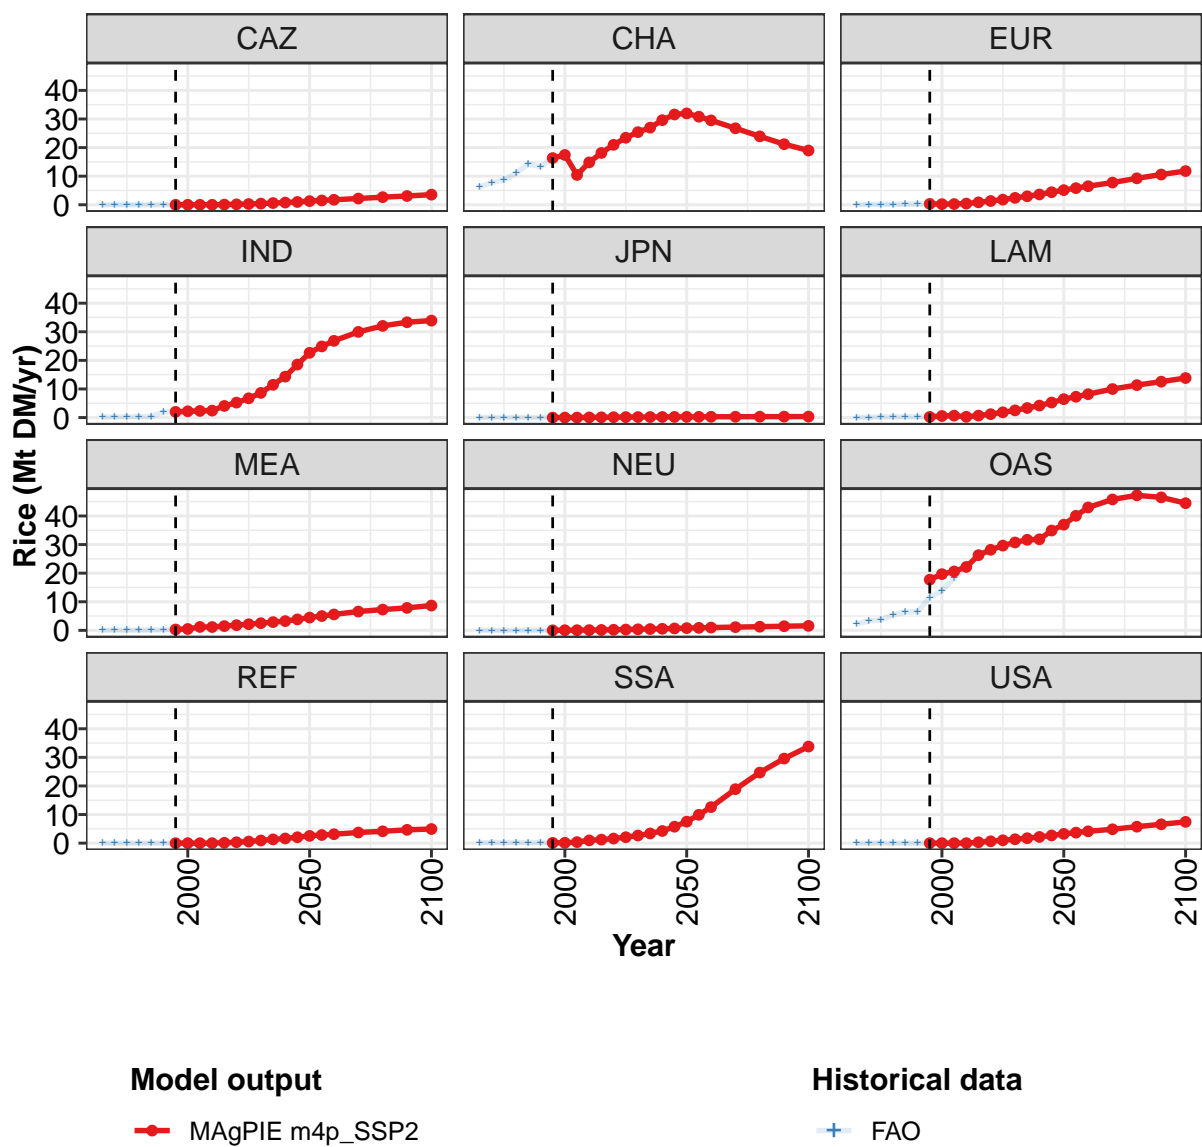 CAZ CHA EUR
40
30
20
10
0
IND JPN LAM
40
30
20
10
0
Rice (Mt DM/yr)
MEA NEU OAS
40
30
20
10
0
REF SSA USA
40
30
20
10
0
2000 2050 2100 2000 2050 2100 2000 2050 2100
Year
Model output Historical data
MAgPIE m4p_SSP2 FAO